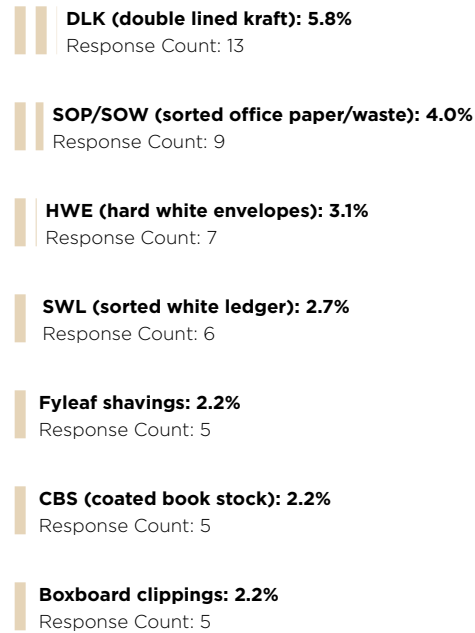 DLK (double lined kraft): 5.8%
Response Count: 13
SOP/SOW (sorted office paper/waste): 4.0%
Response Count: 9
HWE (hard white envelopes): 3.1%
Response Count: 7
SWL (sorted white ledger): 2.7%
Response Count: 6
Fyleaf shavings: 2.2%
Response Count: 5
CBS (coated book stock): 2.2%
Response Count: 5
Boxboard clippings: 2.2%
Response Count: 5